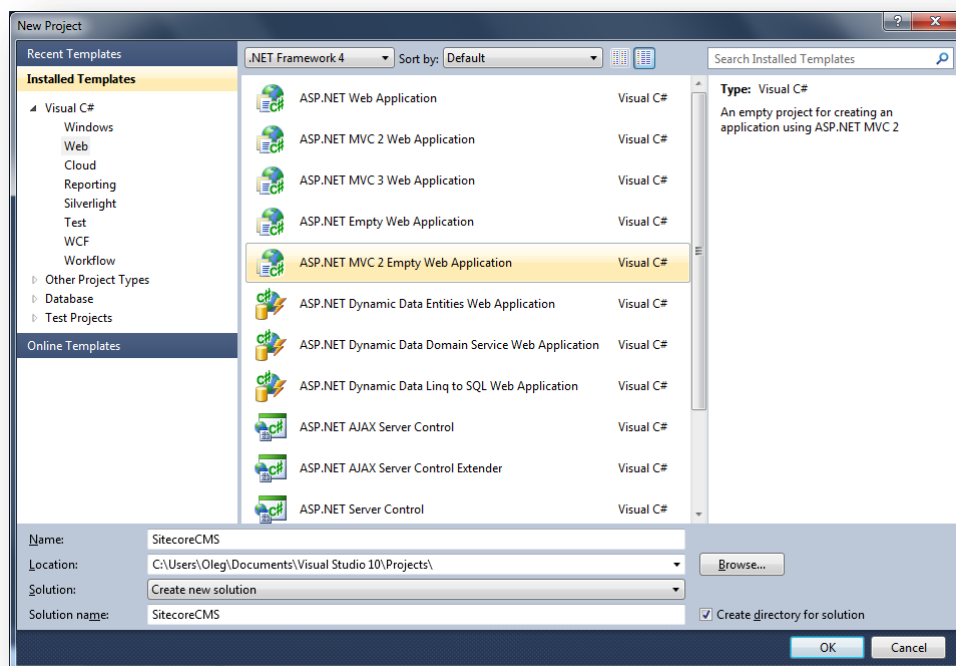 New Project
Recent Templates
Installed Templates
Visual C#
Windows
Web
Cloud
Reporting
Silverlight
Test
WCF
Workflow
Other Project Types
Database
Test Projects
Online Templates
.NET Framework 4
Sort by: Default
ASP.NET Web Application Visual C#
ASP.NET MVC 2 Web Application Visual C#
ASP.NET MVC 3 Web Application Visual C#
ASP.NET Empty Web Application Visual C#
ASP.NET MVC 2 Empty Web Application Visual C#
ASP.NET Dynamic Data Entities Web Application Visual C#
ASP.NET Dynamic Data Domain Service Web Application Visual C#
ASP.NET Dynamic Data Linq to SQL Web Application Visual C#
ASP.NET AJAX Server Control Visual C#
ASP.NET AJAX Server Control Extender Visual C#
ASP.NET Server Control Visual C#
Search Installed Templates
Type: Visual C#
An empty project for creating an
application using ASP.NET MVC 2
Name: SitecoreCMS
Location: C:\Users\Oleg\Documents\Visual Studio 10\Projects\
Browse...
Solution: Create new solution
Solution name: SitecoreCMS
Create directory for solution
OK Cancel